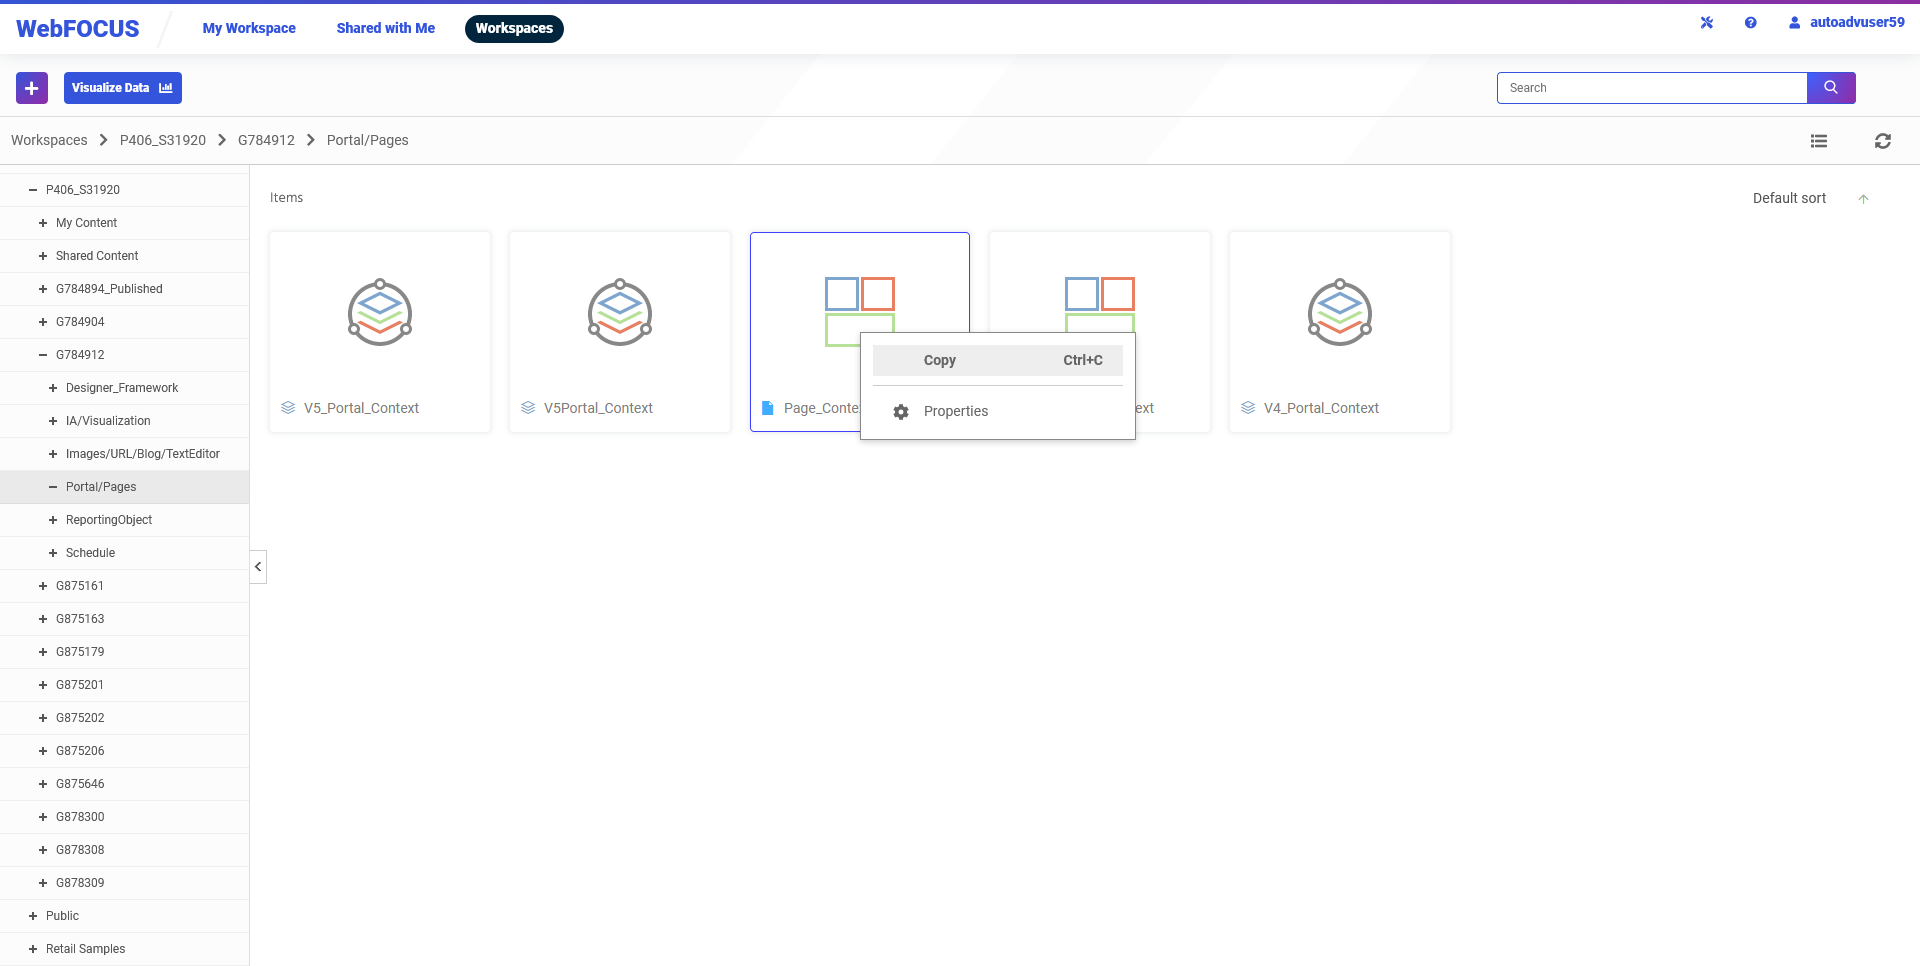 WebFOCUS
My Workspace
Shared with Me
Workspaces
autoadvuser59
Visualize Data
Search
Workspaces > P406_S31920 > G784912 > Portal/Pages
P406_S31920
My Content
Shared Content
G784894_Published
G784904
G784912
Designer_Framework
IA/Visualization
Images/URL/Blog/TextEditor
Portal/Pages
ReportingObject
Schedule
G875161
G875163
G875179
G875201
G875202
G875206
G875646
G878300
G878308
G878309
Public
Retail Samples
Items
Default sort
V5_Portal_Context
V5Portal_Context
Page_Conte
ext
V4_Portal_Context
Copy Ctrl+C
Properties